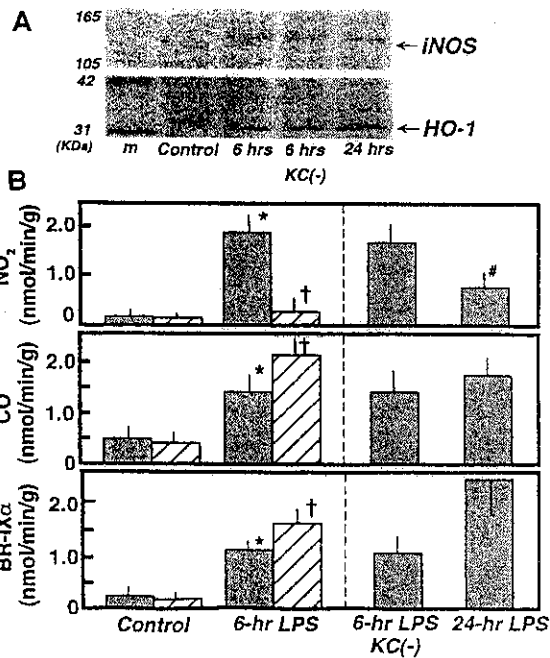 A
165
105
iNOS
42
31
(KDa)
HO-1
m Control 6 hrs 6 hrs 24 hrs
KC(-)
B
NO2
(nmol/min/g)
2.0
1.0
0
*
†
#
CO
(nmol/min/g)
2.0
1.0
0
*
†
BR-IXα
(nmol/min/g)
2.0
1.0
0
*
†
Control 6-hr LPS 6-hr LPS 24-hr LPS
KC(-)